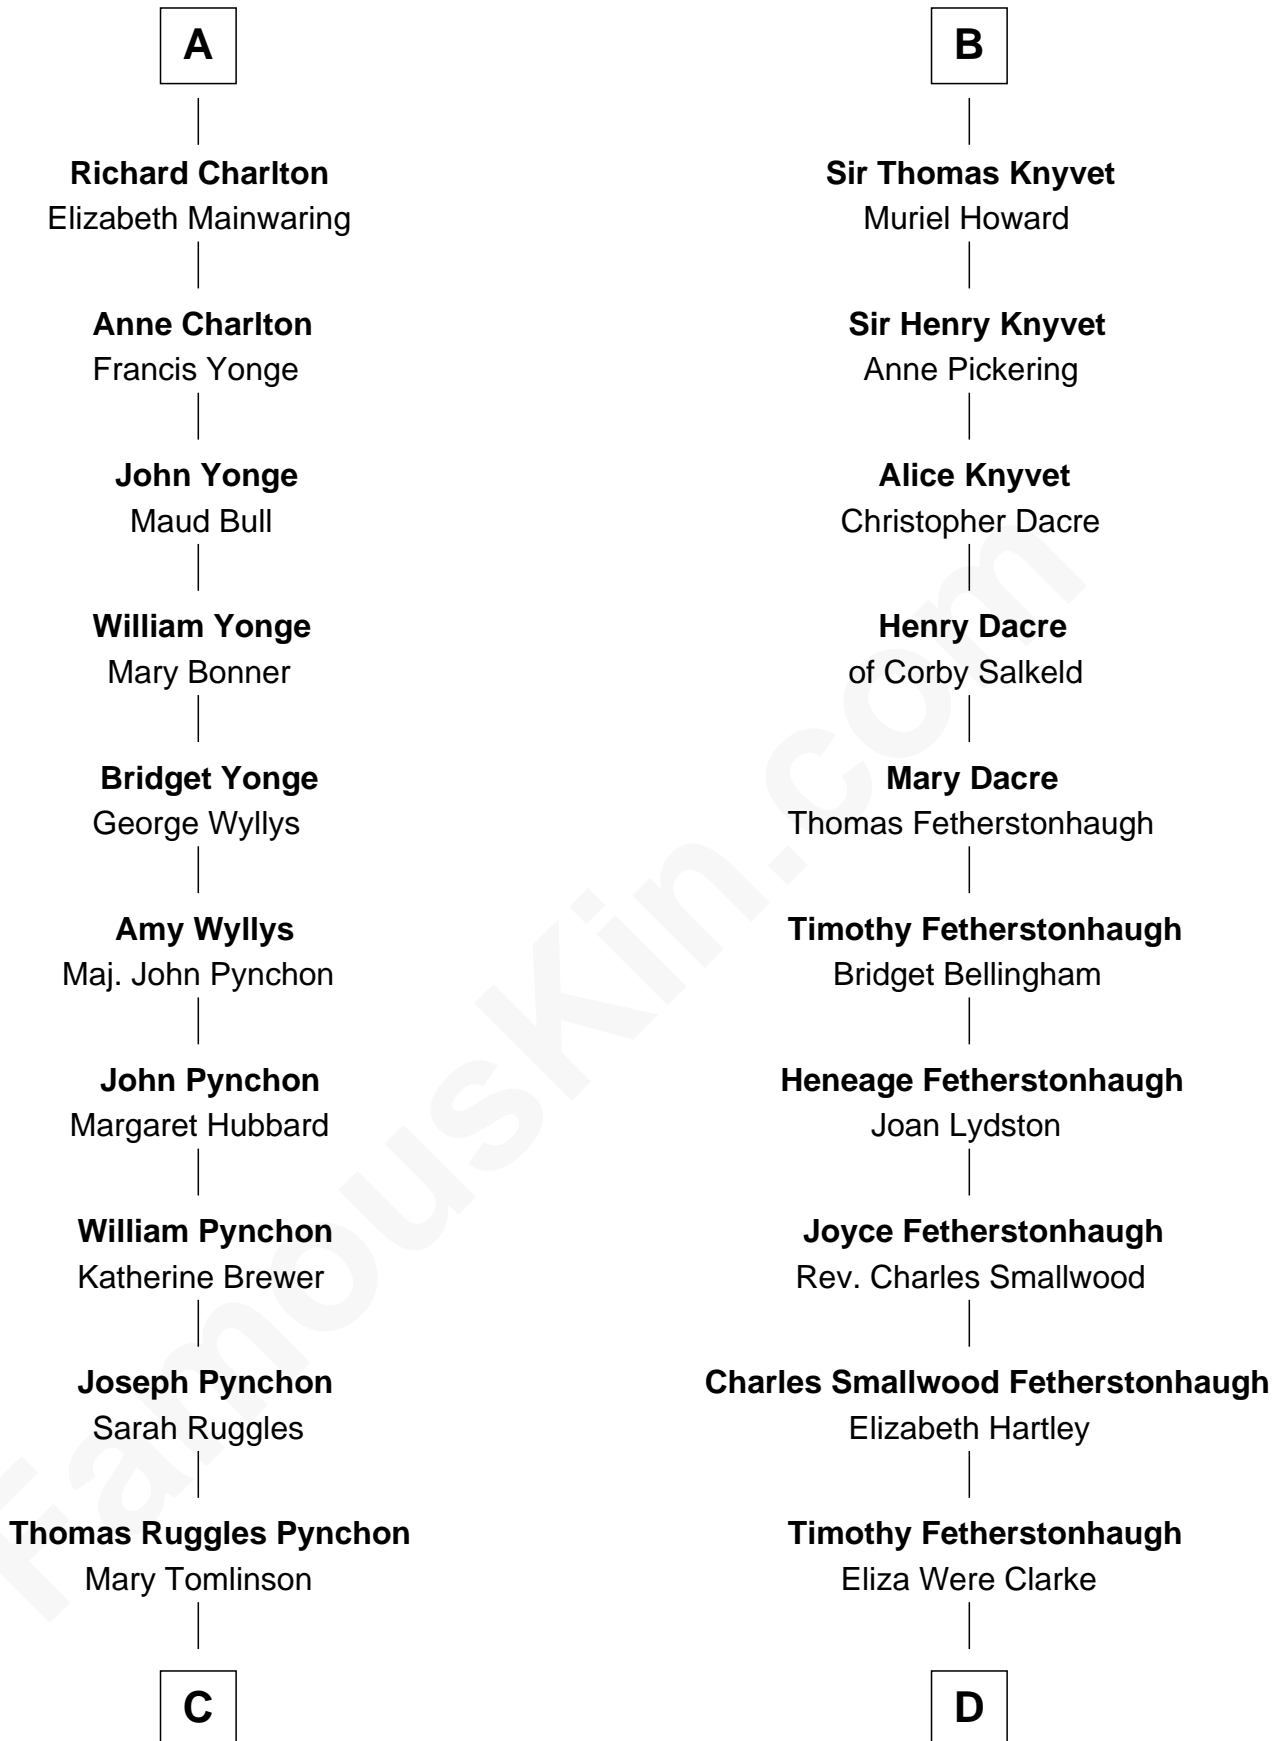 A
Richard Charlton
Elizabeth Mainwaring
Anne Charlton
Francis Yonge
John Yonge
Maud Bull
William Yonge
Mary Bonner
Bridget Yonge
George Wyllys
Amy Wyllys
Maj. John Pynchon
John Pynchon
Margaret Hubbard
William Pynchon
Katherine Brewer
Joseph Pynchon
Sarah Ruggles
Thomas Ruggles Pynchon
Mary Tomlinson
C
B
Sir Thomas Knyvet
Muriel Howard
Sir Henry Knyvet
Anne Pickering
Alice Knyvet
Christopher Dacre
Henry Dacre
of Corby Salkeld
Mary Dacre
Thomas Fetherstonhaugh
Timothy Fetherstonhaugh
Bridget Bellingham
Heneage Fetherstonhaugh
Joan Lydston
Joyce Fetherstonhaugh
Rev. Charles Smallwood
Charles Smallwood Fetherstonhaugh
Elizabeth Hartley
Timothy Fetherstonhaugh
Eliza Were Clarke
D
FamousKin.com